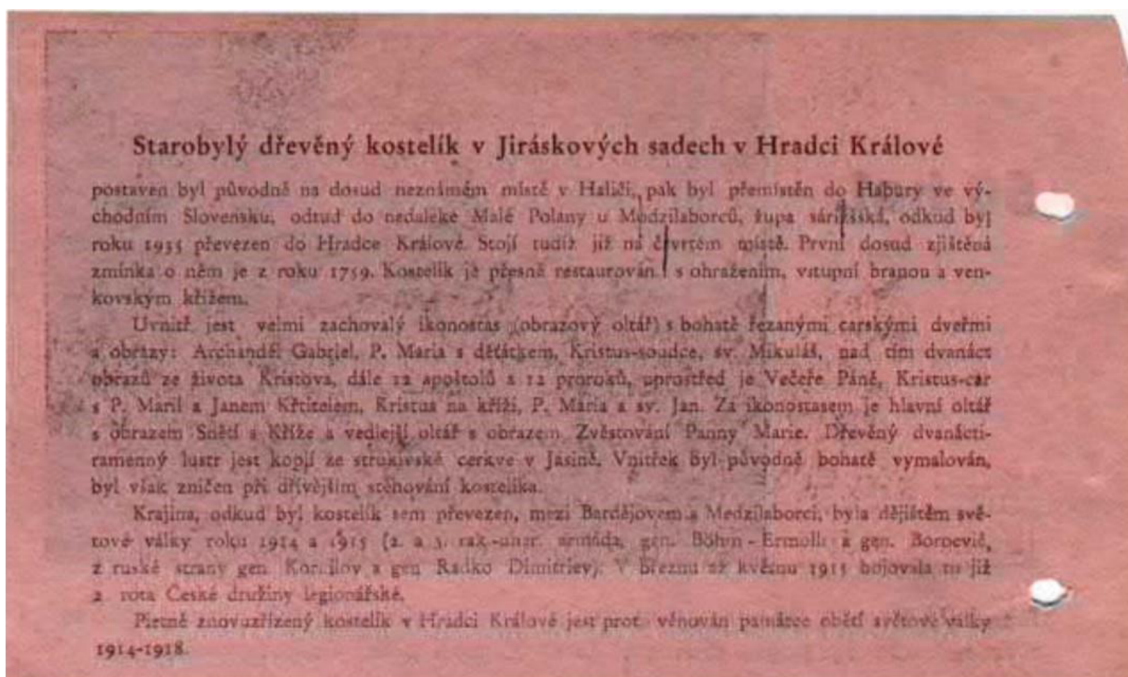 Starobylý dřevěný kostelík v Jiráskových sadech v Hradci Králové
postaven byl původně na dosud neznámém místě v Haliči, pak byl přemístěn do Habury ve vý-
chodním Slovensku, odtud do nedaleké Malé Polany u Medzilaborců, župa šárišská, odkud byl
roku 1935 převezen do Hradce Králové. Stojí tudíž již na čtvrtém místě. První dosud zjištěná
zmínka o něm je z roku 1759. Kostelík je přesně restaurován s ohražením, vstupní branou a ven-
kovským křížem.
Uvnitř jest velmi zachovalý ikonostas (obrazový oltář) s bohatě řezanými carskými dveřmi
a obrazy: Archanděl Gabriel, P. Maria s děťátkem, Kristus-soudce, sv. Mikuláš, nad tím dvanáct
obrazů ze života Kristova, dále 12 apoštolů a 12 proroků, uprostřed je Večeře Páně, Kristus-car
s P. Marií a Janem Křtitelem, Kristus na kříži, P. Maria a sv. Jan. Za ikonostasem je hlavní oltář
s obrazem Snětí s Kříže a vedlejší oltář s obrazem Zvěstování Panny Marie. Dřevěný dvanácti-
ramenný lustr jest kopií ze strukivské cerkve v Jasině. Vnitřek byl původně bohatě vymalován,
byl však zničen při dřívějším stěhování kostelíka.
Krajina, odkud byl kostelík sem převezen, mezi Bardějovem a Medzilaborci, byla dějištěm svě-
tové války roku 1914 a 1915 (2. a 3. rak.-uher. armáda, gen. Böhm-Ermolli a gen. Boroevič,
z ruské strany gen. Kornilov a gen. Radko Dimitriev). V březnu až květnu 1915 bojovala tu již
2. rota České družiny legionářské.
Pietně znovuzřízený kostelík v Hradci Králové jest proto věnován památce obětí světové války
1914-1918.